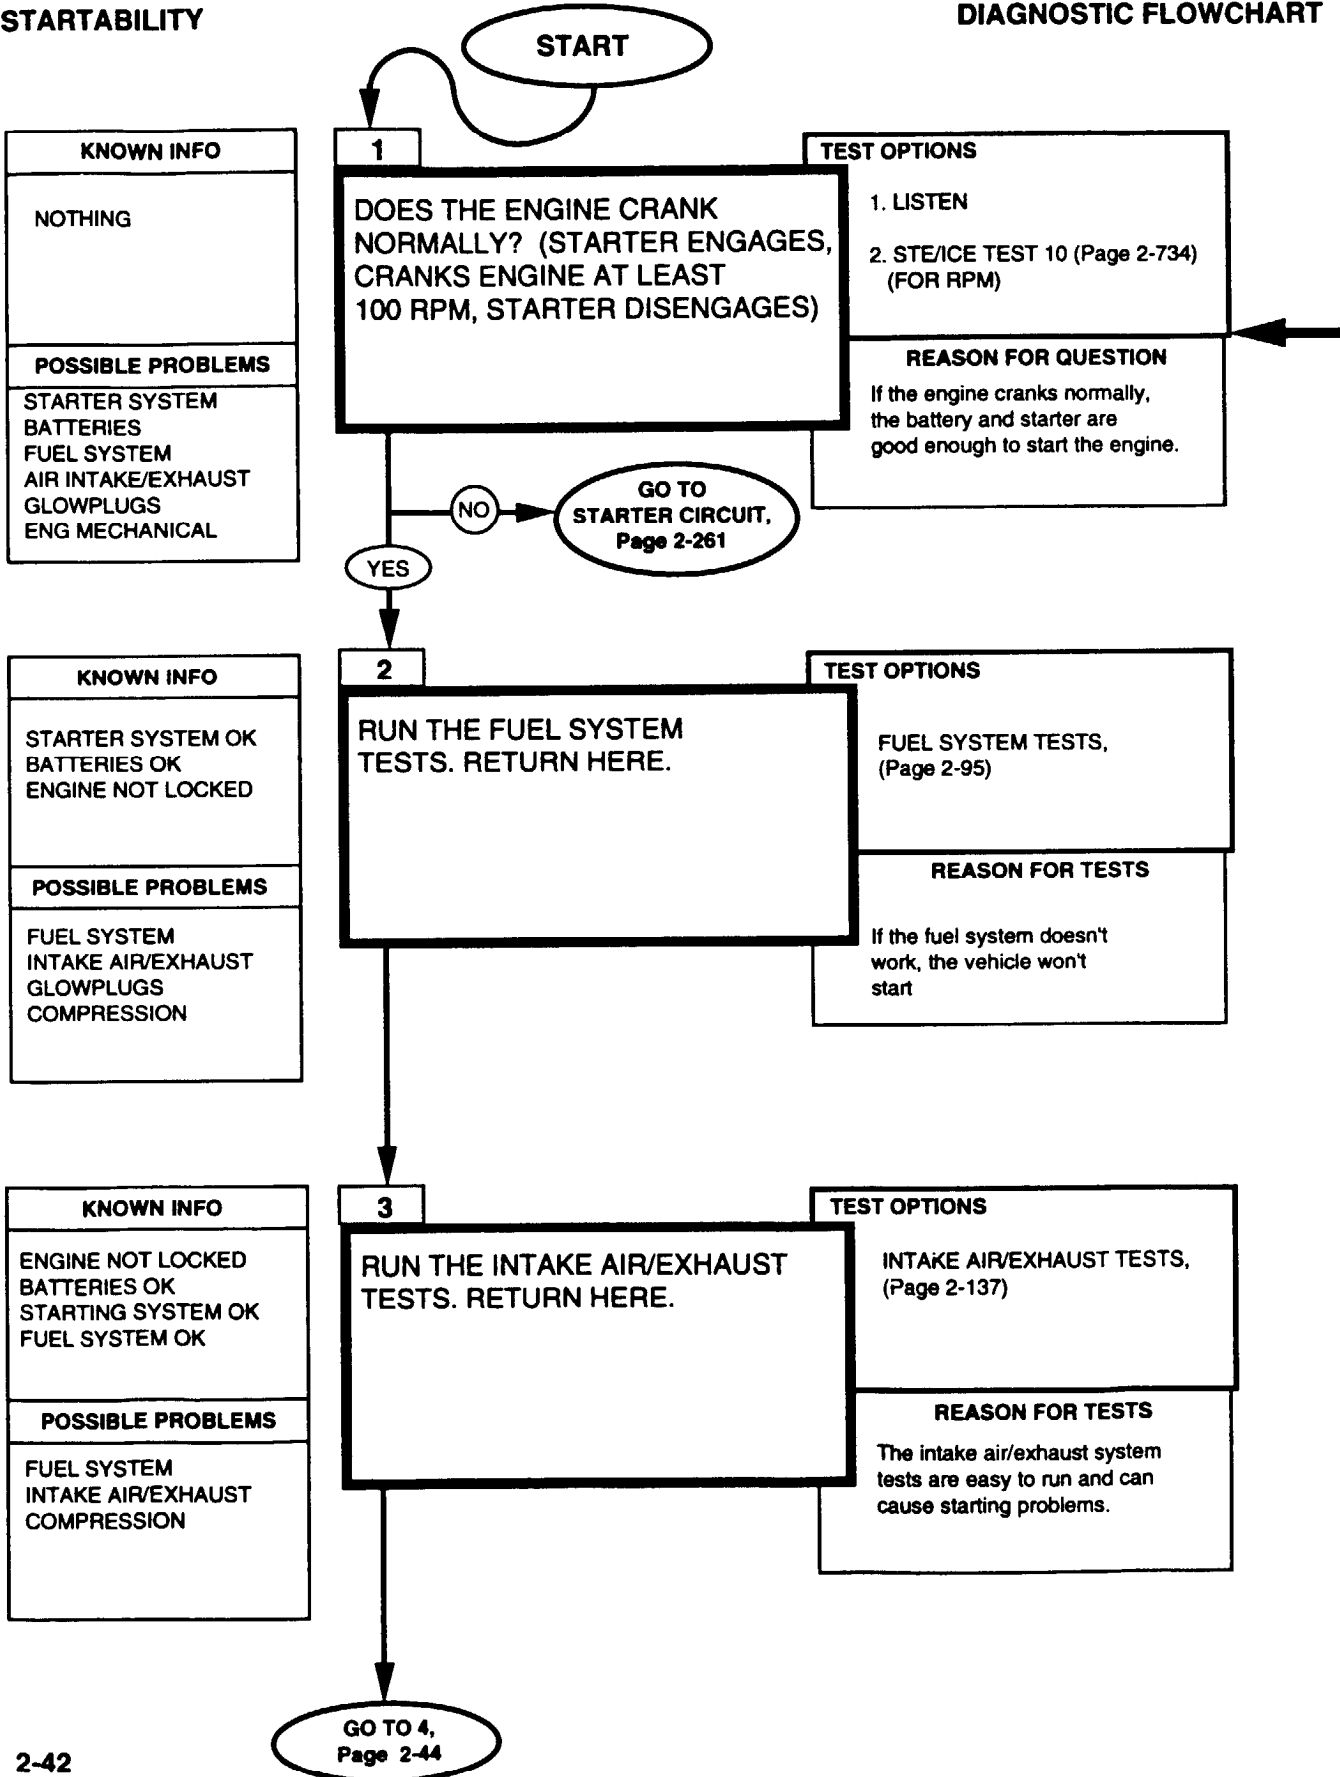 STARTABILITY
DIAGNOSTIC FLOWCHART
START
KNOWN INFO
NOTHING
POSSIBLE PROBLEMS
STARTER SYSTEM
BATTERIES
FUEL SYSTEM
AIR INTAKE/EXHAUST
GLOWPLUGS
ENG MECHANICAL
1
DOES THE ENGINE CRANK
NORMALLY? (STARTER ENGAGES,
CRANKS ENGINE AT LEAST
100 RPM, STARTER DISENGAGES)
TEST OPTIONS
1. LISTEN
2. STE/ICE TEST 10 (Page 2-734)
(FOR RPM)
REASON FOR QUESTION
If the engine cranks normally,
the battery and starter are
good enough to start the engine.
NO
GO TO
STARTER CIRCUIT,
Page 2-261
YES
KNOWN INFO
STARTER SYSTEM OK
BATTERIES OK
ENGINE NOT LOCKED
POSSIBLE PROBLEMS
FUEL SYSTEM
INTAKE AIR/EXHAUST
GLOWPLUGS
COMPRESSION
2
RUN THE FUEL SYSTEM
TESTS. RETURN HERE.
TEST OPTIONS
FUEL SYSTEM TESTS,
(Page 2-95)
REASON FOR TESTS
If the fuel system doesn't
work, the vehicle won't
start
KNOWN INFO
ENGINE NOT LOCKED
BATTERIES OK
STARTING SYSTEM OK
FUEL SYSTEM OK
POSSIBLE PROBLEMS
FUEL SYSTEM
INTAKE AIR/EXHAUST
COMPRESSION
3
RUN THE INTAKE AIR/EXHAUST
TESTS. RETURN HERE.
TEST OPTIONS
INTAKE AIR/EXHAUST TESTS,
(Page 2-137)
REASON FOR TESTS
The intake air/exhaust system
tests are easy to run and can
cause starting problems.
GO TO 4,
Page 2-44
2-42